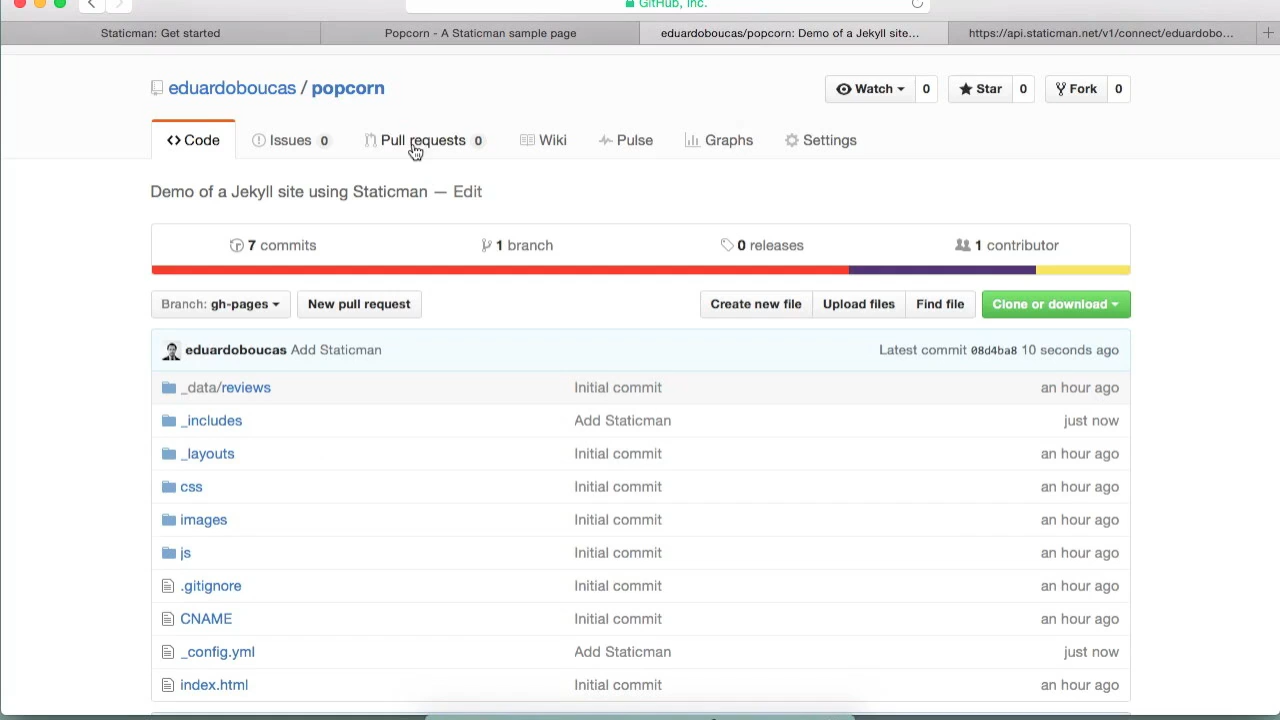 GitHub, Inc.
Staticman: Get started
Popcorn - A Staticman sample page
eduardoboucas/popcorn: Demo of a Jekyll site...
https://api.staticman.net/v1/connect/eduardobo...
eduardoboucas / popcorn
Watch 0
Star 0
Fork 0
Code
Issues 0
Pull requests 0
Wiki
Pulse
Graphs
Settings
Demo of a Jekyll site using Staticman — Edit
7 commits
1 branch
0 releases
1 contributor
Branch: gh-pages
New pull request
Create new file
Upload files
Find file
Clone or download
eduardoboucas Add Staticman
Latest commit 08d4ba8 10 seconds ago
_data/reviews Initial commit an hour ago
_includes Add Staticman just now
_layouts Initial commit an hour ago
css Initial commit an hour ago
images Initial commit an hour ago
js Initial commit an hour ago
.gitignore Initial commit an hour ago
CNAME Initial commit an hour ago
_config.yml Add Staticman just now
index.html Initial commit an hour ago